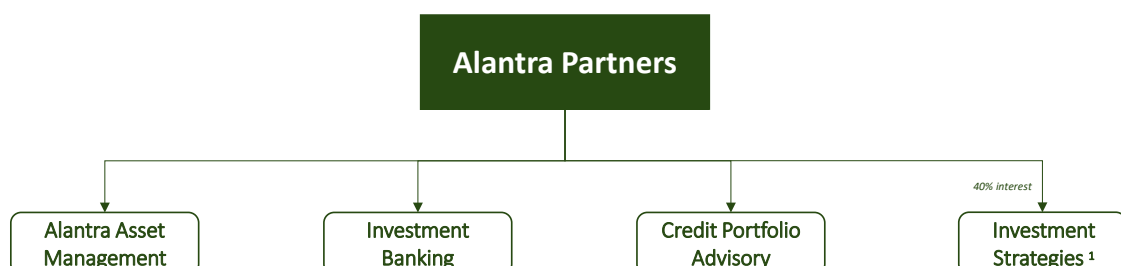 Alantra Partners
40% interest
Alantra Asset
Management
Investment
Banking
Credit Portfolio
Advisory
Investment
Strategies ¹